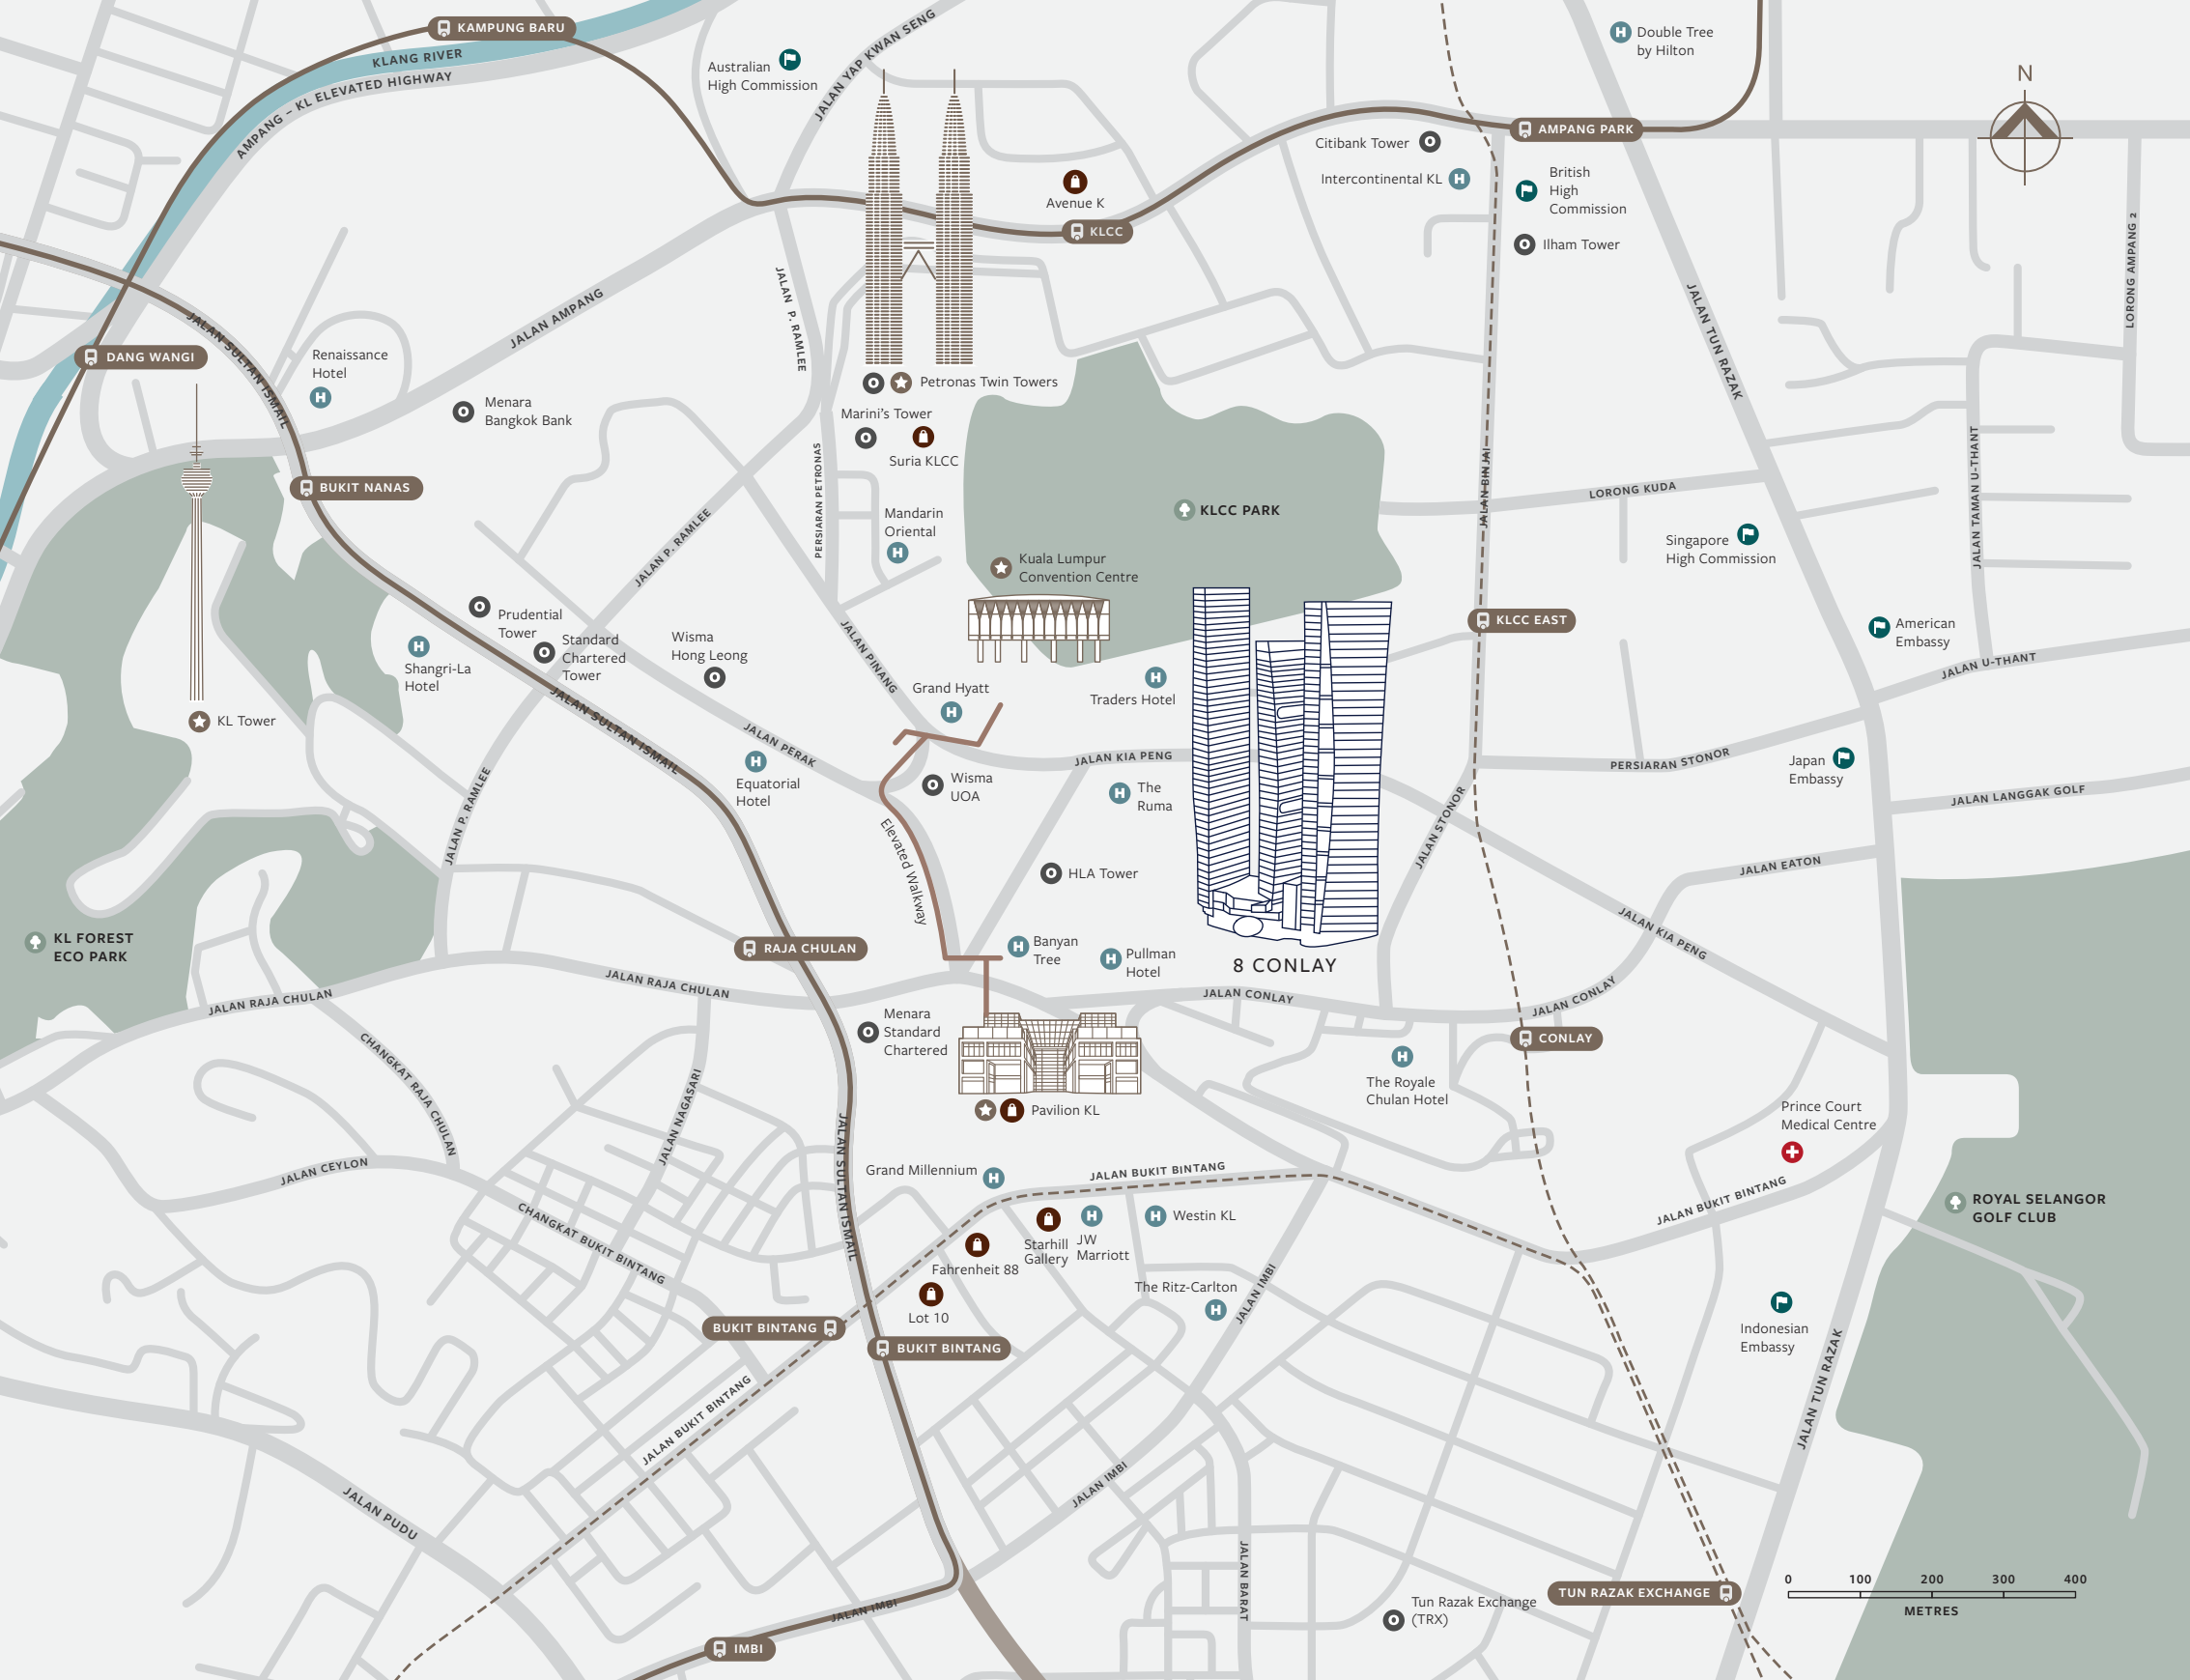 KAMPUNG BARU
KLANG RIVER
AMPANG – KL ELEVATED HIGHWAY
Australian
High Commission
JALAN YAP KWAN SENG
Double Tree
by Hilton
N
AMPANG PARK
Citibank Tower
Intercontinental KL
British
High
Commission
Ilham Tower
Avenue K
KLCC
JALAN TUN RAZAK
LORONG AMPANG 2
JALAN SULTAN ISMAIL
DANG WANGI
JALAN AMPANG
JALAN P. RAMLEE
Renaissance
Hotel
Menara
Bangkok Bank
Petronas Twin Towers
Marini's Tower
Suria KLCC
PERSIARAN PETRONAS
BUKIT NANAS
KLCC PARK
JALAN BINJAI
LORONG KUDA
JALAN TAMAN U-THANT
Mandarin
Oriental
JALAN P. RAMLEE
Kuala Lumpur
Convention Centre
Singapore
High Commission
Prudential
Tower
Standard
Chartered
Tower
Wisma
Hong Leong
JALAN PINANG
KLCC EAST
American
Embassy
JALAN U-THANT
Shangri-La
Hotel
KL Tower
JALAN SULTAN ISMAIL
Grand Hyatt
Traders Hotel
JALAN PERAK
JALAN KIA PENG
PERSIARAN STONOR
Japan
Embassy
Equatorial
Hotel
Wisma
UOA
The
Ruma
JALAN LANGGAK GOLF
JALAN P. RAMLEE
Elevated Walkway
JALAN STONOR
HLA Tower
JALAN EATON
KL FOREST
ECO PARK
RAJA CHULAN
Banyan
Tree
Pullman
Hotel
8 CONLAY
JALAN KIA PENG
JALAN RAJA CHULAN
JALAN RAJA CHULAN
JALAN CONLAY
JALAN CONLAY
CONLAY
Menara
Standard
Chartered
CHANGKAT RAJA CHULAN
JALAN NAGASARI
The Royale
Chulan Hotel
Pavilion KL
Prince Court
Medical Centre
JALAN CEYLON
JALAN SULTAN ISMAIL
Grand Millennium
JALAN BUKIT BINTANG
JALAN BUKIT BINTANG
ROYAL SELANGOR
GOLF CLUB
CHANGKAT BUKIT BINTANG
Starhill
Gallery
JW
Marriott
Westin KL
Fahrenheit 88
The Ritz-Carlton
JALAN IMBI
Lot 10
BUKIT BINTANG
BUKIT BINTANG
Indonesian
Embassy
JALAN TUN RAZAK
JALAN BUKIT BINTANG
JALAN PUDU
JALAN IMBI
JALAN BARAT
JALAN IMBI
IMBI
Tun Razak Exchange
(TRX)
TUN RAZAK EXCHANGE
0 100 200 300 400
METRES